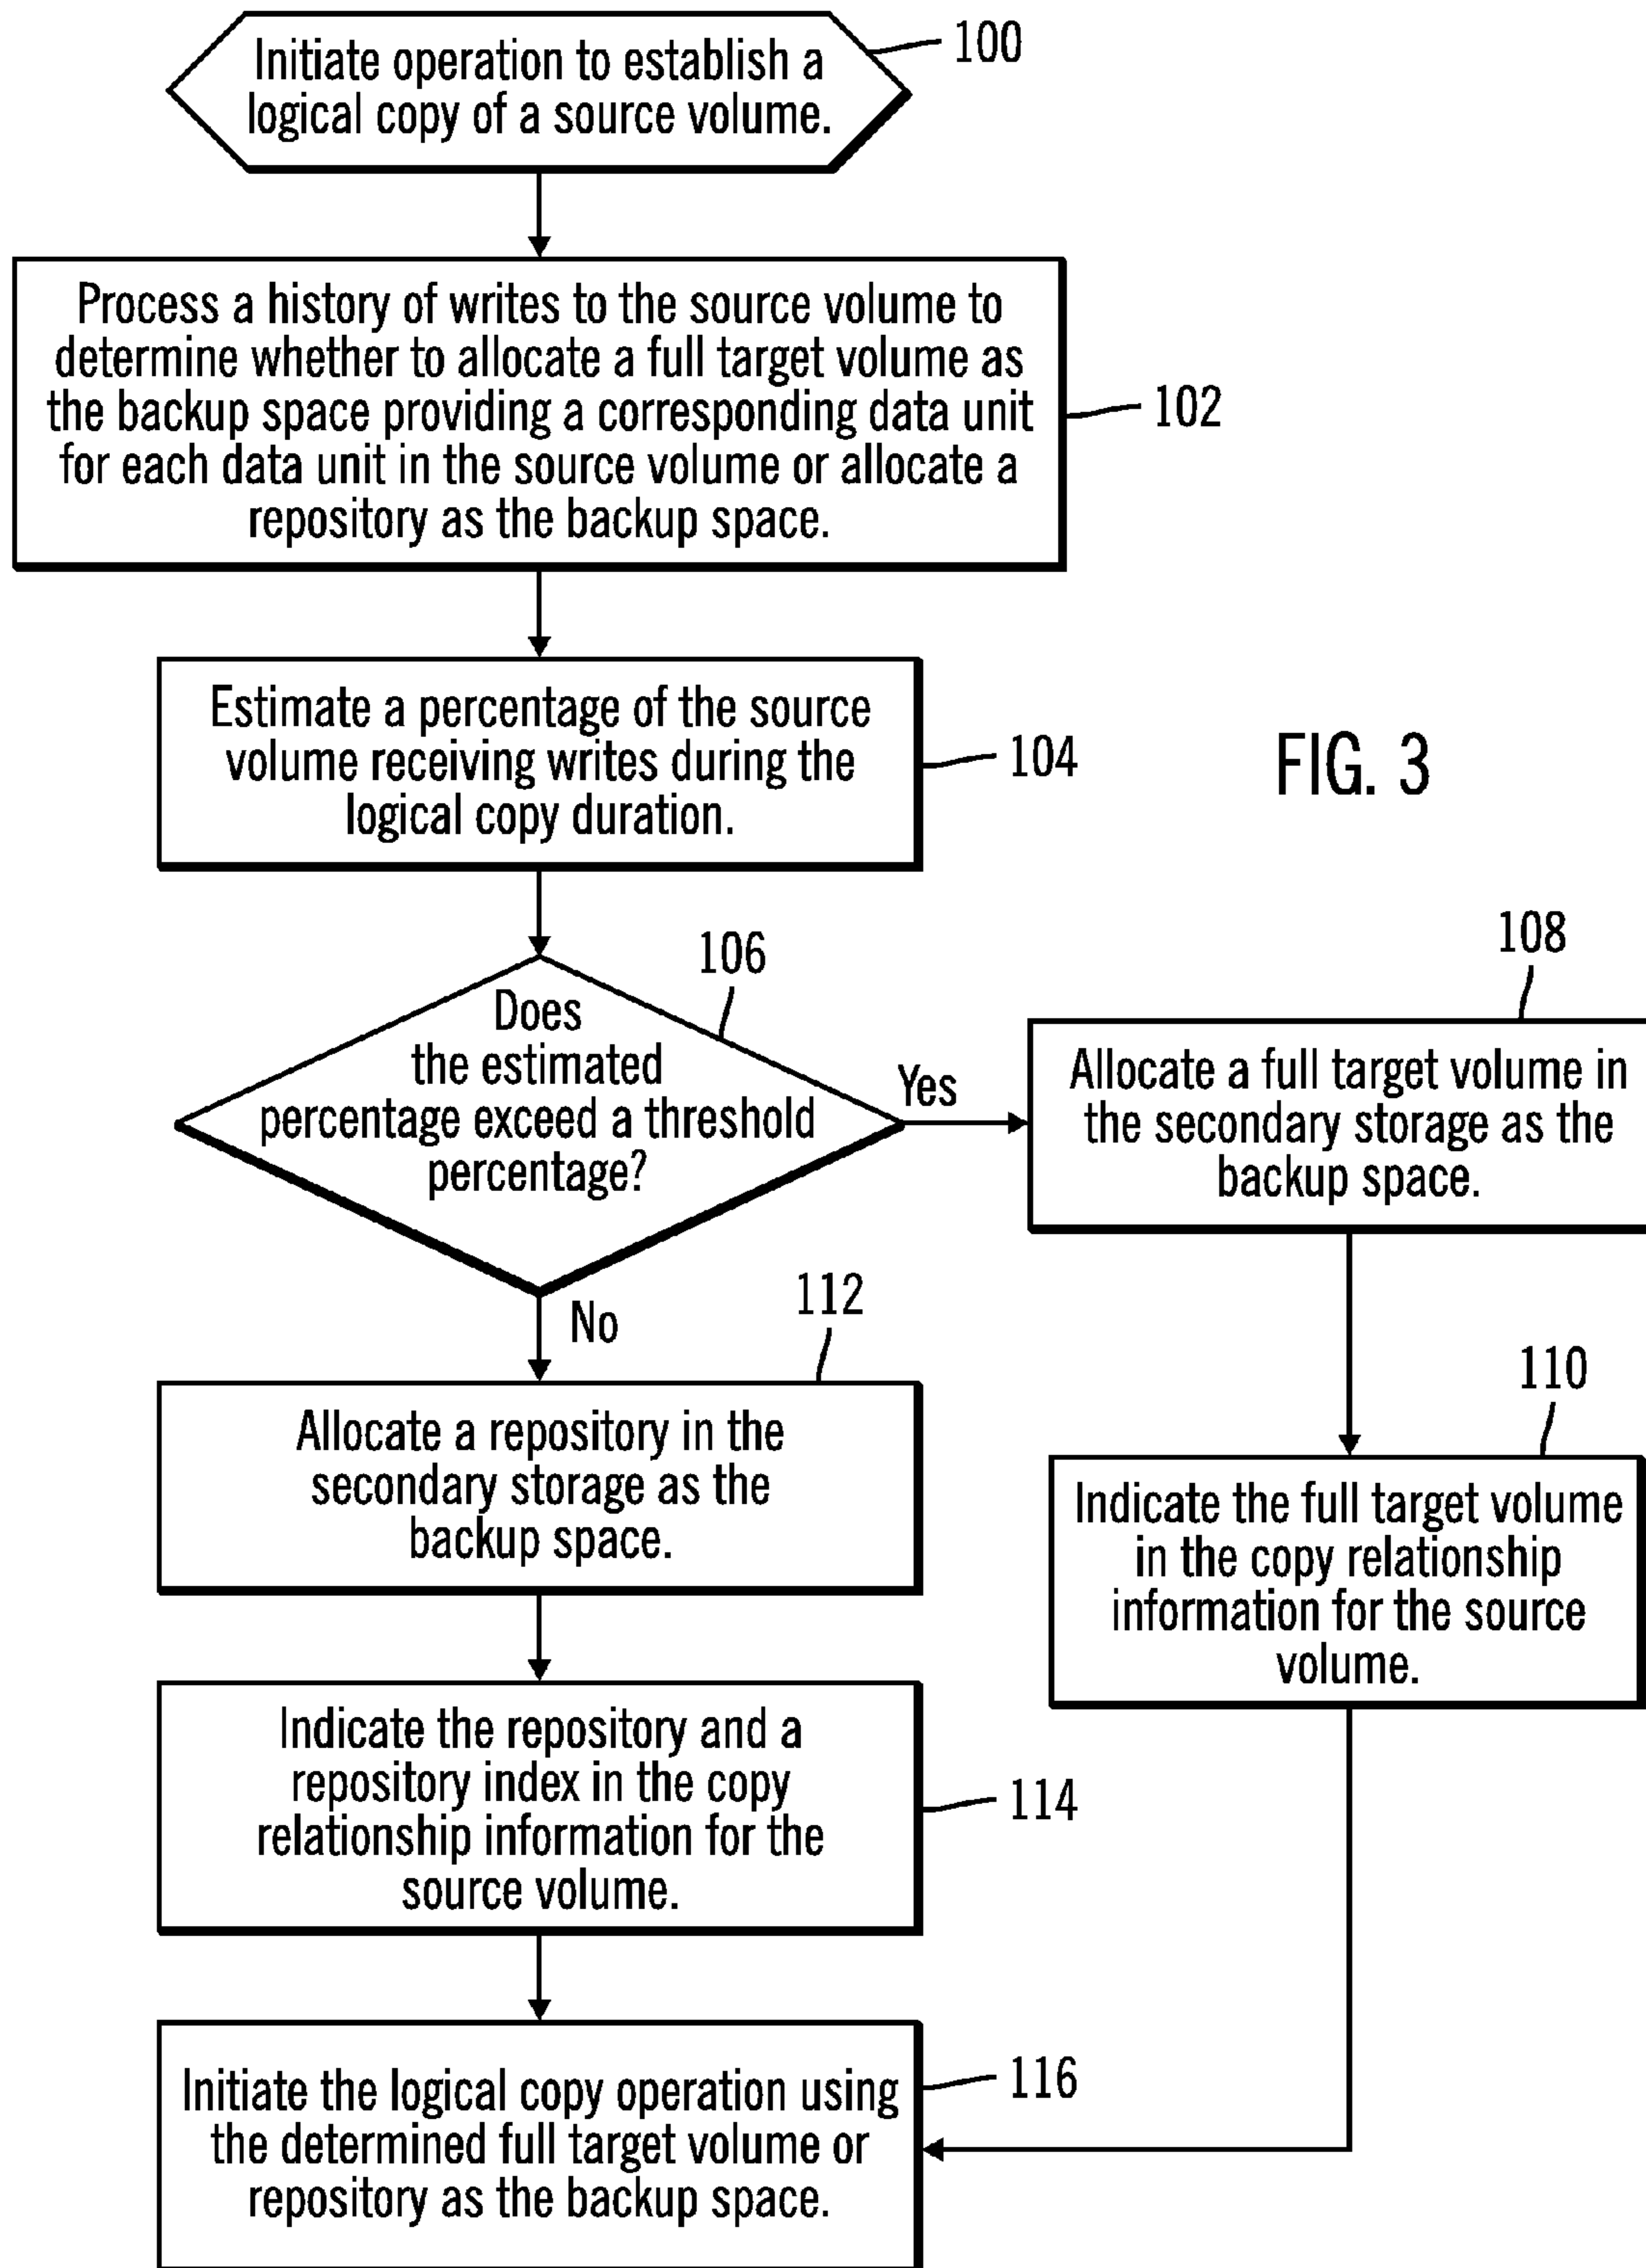 Initiate operation to establish a
logical copy of a source volume.
100
Process a history of writes to the source volume to
determine whether to allocate a full target volume as
the backup space providing a corresponding data unit
for each data unit in the source volume or allocate a
repository as the backup space.
102
Estimate a percentage of the source
volume receiving writes during the
logical copy duration.
104
FIG. 3
106
Does
the estimated
percentage exceed a threshold
percentage?
Yes
108
Allocate a full target volume in
the secondary storage as the
backup space.
No
112
Allocate a repository in the
secondary storage as the
backup space.
110
Indicate the full target volume
in the copy relationship
information for the source
volume.
Indicate the repository and a
repository index in the copy
relationship information for the
source volume.
114
Initiate the logical copy operation using
the determined full target volume or
repository as the backup space.
116